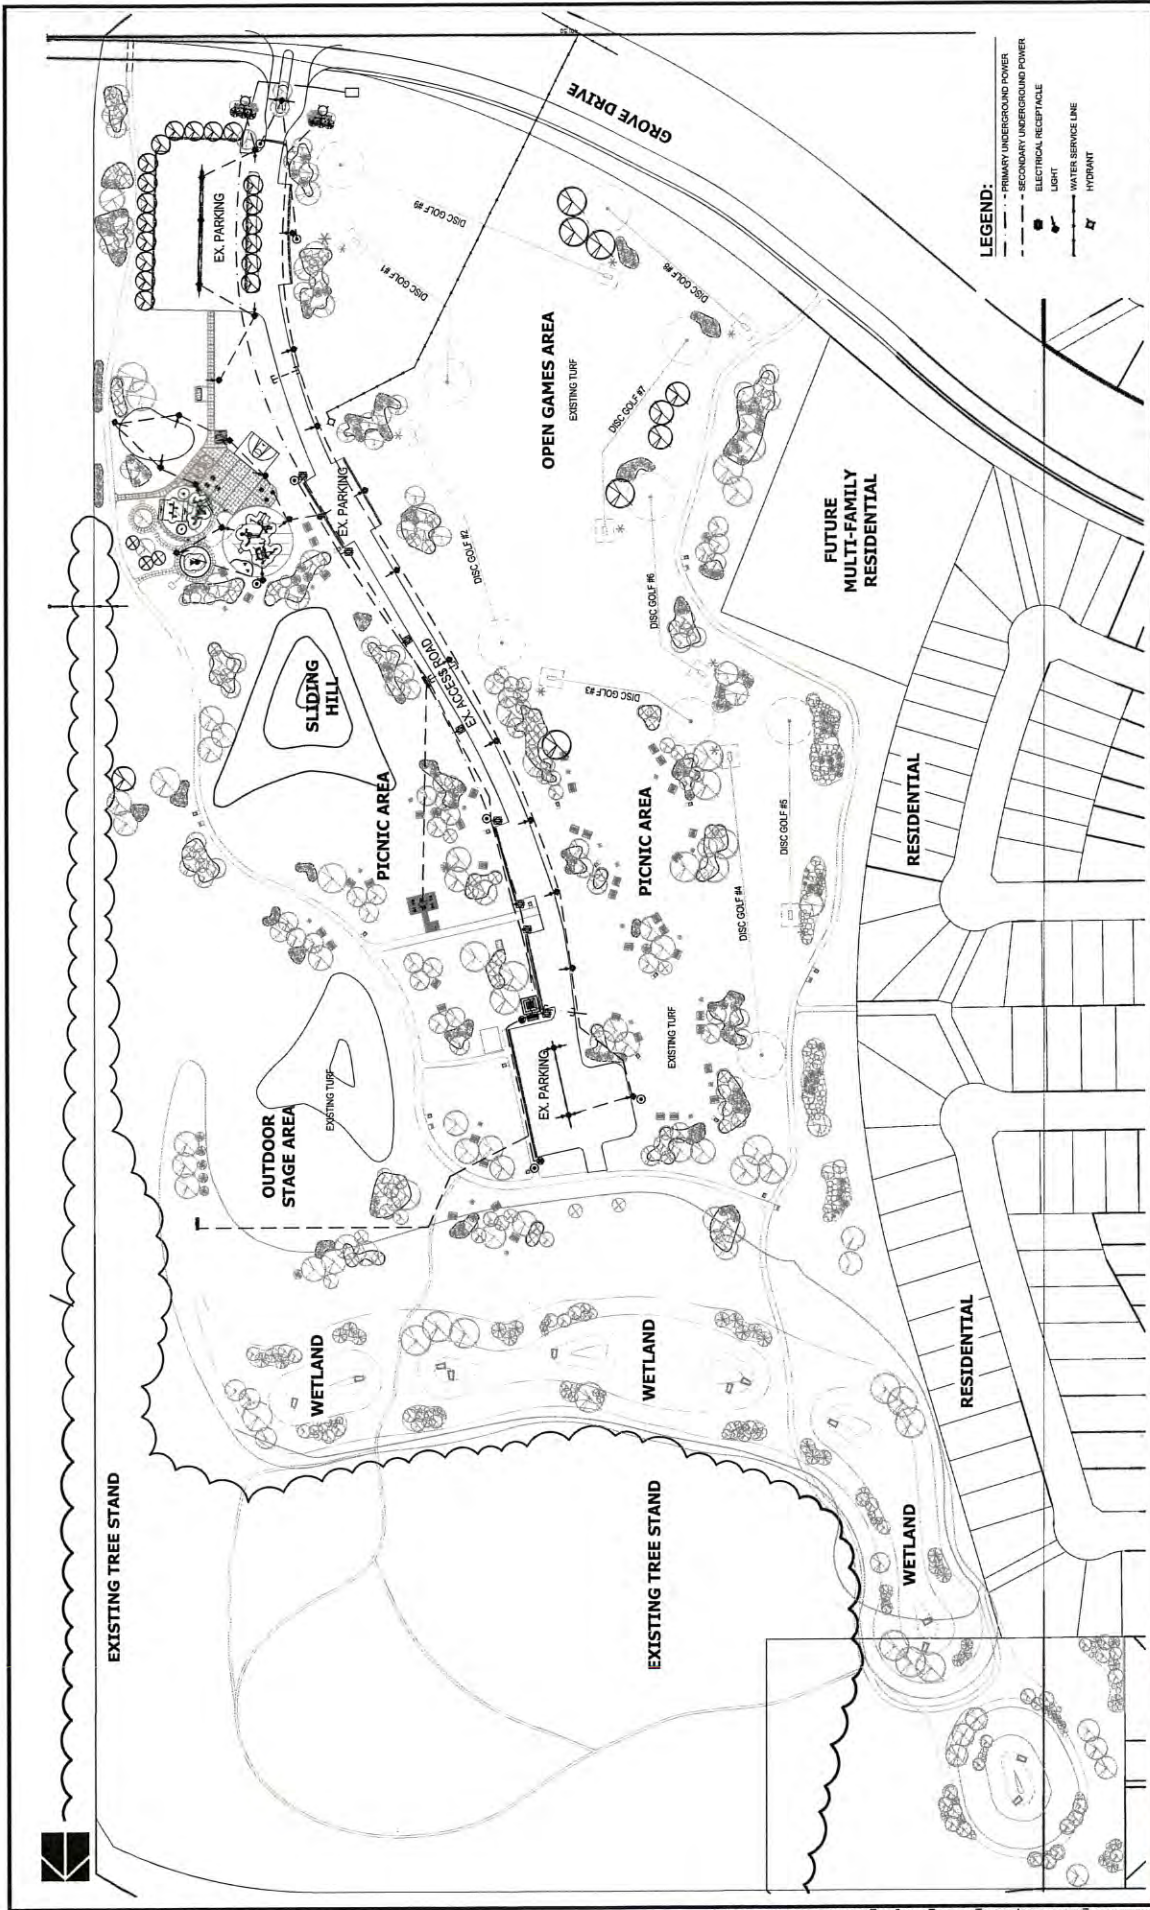 EXISTING TREE STAND
EXISTING TREE STAND
WETLAND
WETLAND
WETLAND
OUTDOOR
STAGE AREA
EXISTING TURF
PICNIC AREA
SLIDING
HILL
EX. PARKING
EX. ACCESS ROAD
EX. PARKING
EX. PARKING
PICNIC AREA
EXISTING TURF
OPEN GAMES AREA
EXISTING TURF
DISC GOLF #1
DISC GOLF #2
DISC GOLF #3
DISC GOLF #4
DISC GOLF #5
DISC GOLF #6
DISC GOLF #7
DISC GOLF #8
DISC GOLF #9
GROVE DRIVE
FUTURE
MULTI-FAMILY
RESIDENTIAL
RESIDENTIAL
RESIDENTIAL
LEGEND:
PRIMARY UNDERGROUND POWER
SECONDARY UNDERGROUND POWER
ELECTRICAL RECEPTACLE
LIGHT
WATER SERVICE LINE
HYDRANT